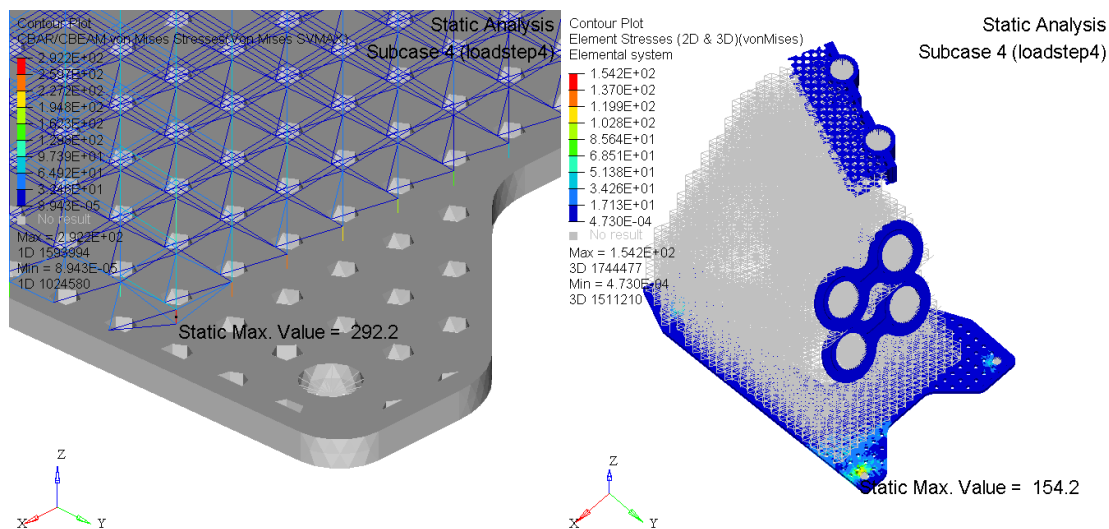 Contour Plot
CBAR/CBEAM von Mises Stresses(Von Mises SVMAX)
2.922E+02
2.597E+02
2.272E+02
1.948E+02
1.623E+02
1.298E+02
9.739E+01
6.492E+01
3.246E+01
8.943E-05
No result
Max = 2.922E+02
1D 1593994
Min = 8.943E-05
1D 1024580
Static Analysis
Subcase 4 (loadstep4)
Static Max. Value = 292.2
Z
X
Y
Contour Plot
Element Stresses (2D & 3D)(vonMises)
Elemental system
1.542E+02
1.370E+02
1.199E+02
1.028E+02
8.564E+01
6.851E+01
5.138E+01
3.426E+01
1.713E+01
4.730E-04
No result
Max = 1.542E+02
3D 1744477
Min = 4.730E-04
3D 1511210
Static Analysis
Subcase 4 (loadstep4)
Static Max. Value = 154.2
Z
X
Y